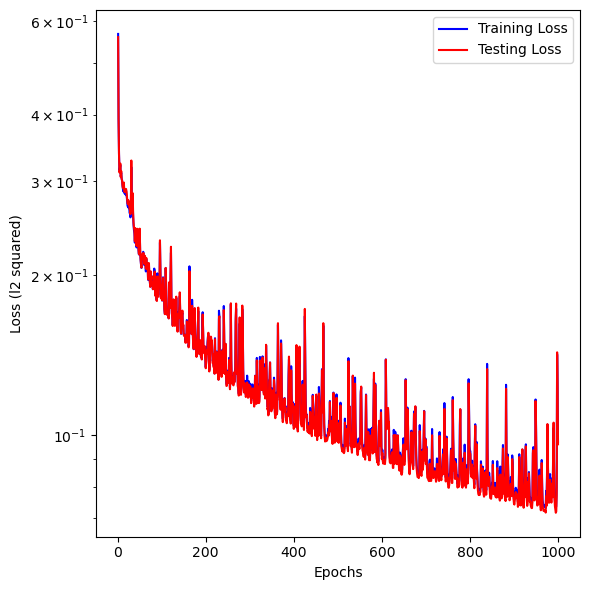 6 × 10⁻¹
4 × 10⁻¹
3 × 10⁻¹
2 × 10⁻¹
10⁻¹
Loss (l2 squared)
Training Loss
Testing Loss
0 200 400 600 800 1000
Epochs